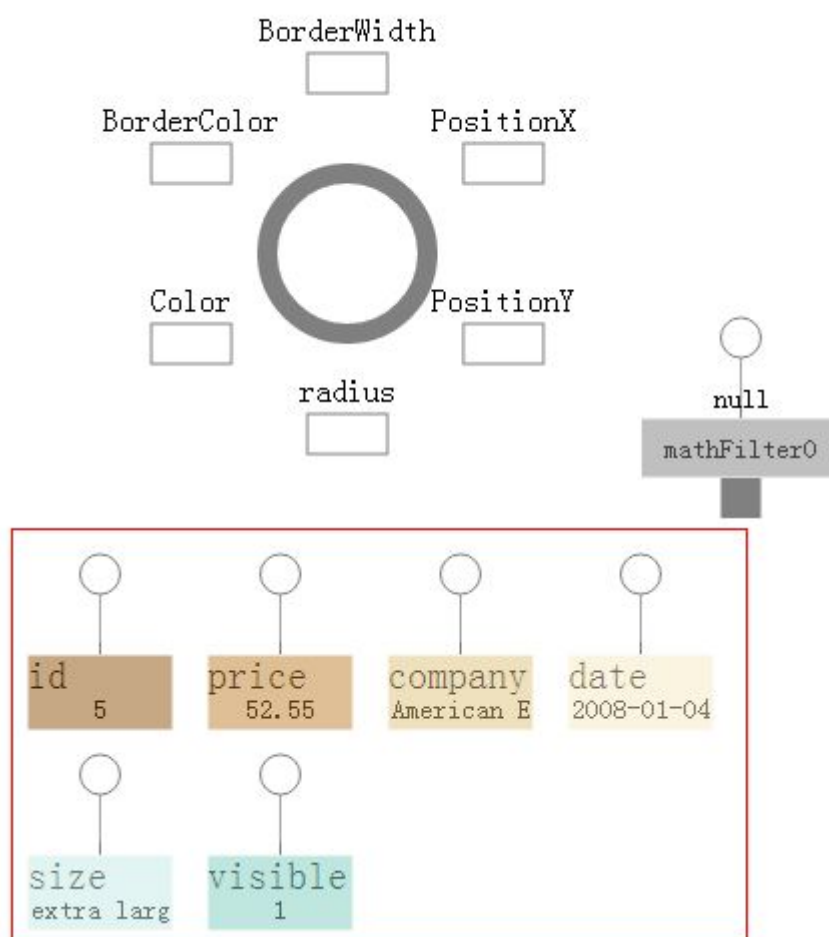 BorderWidth
BorderColor
PositionX
Color
PositionY
radius
null
mathFilter0
id
5
price
52.55
company
American E
date
2008-01-04
size
extra larg
visible
1